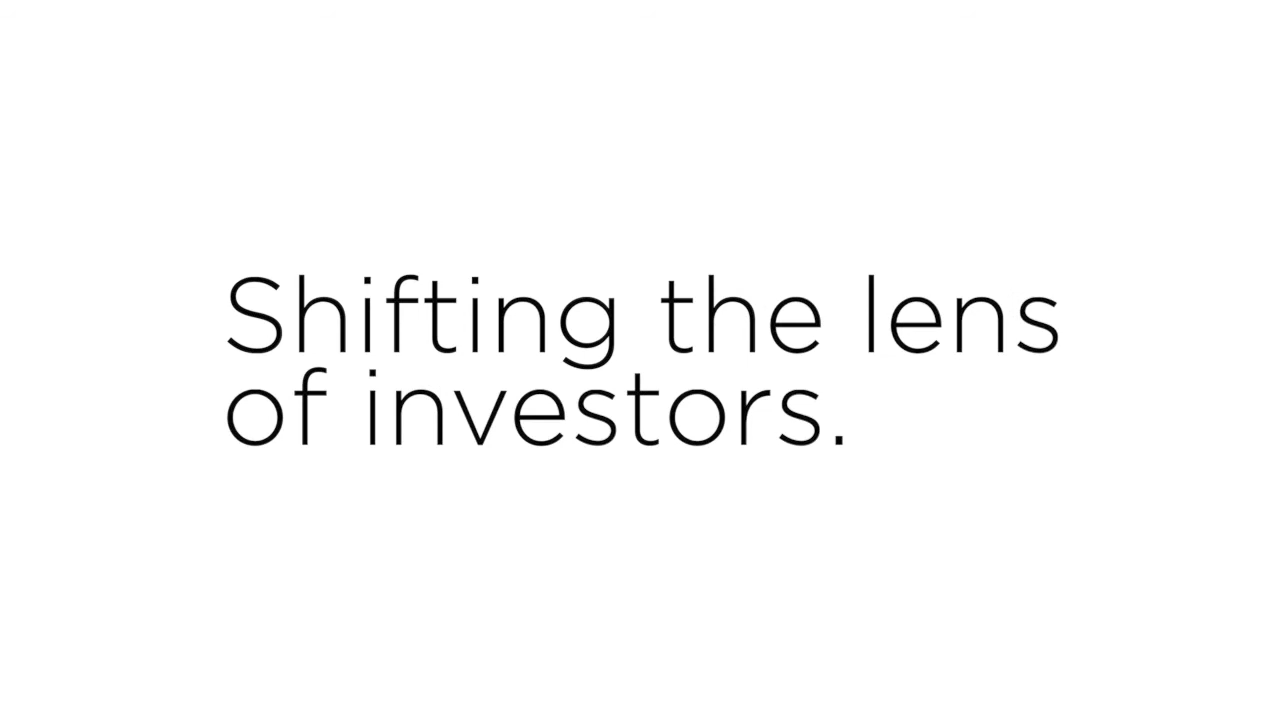 Shifting the lens
of investors.